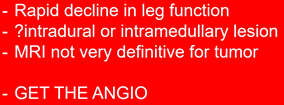 - Rapid decline in leg function
- ?intradural or intramedullary lesion
- MRI not very definitive for tumor
- GET THE ANGIO